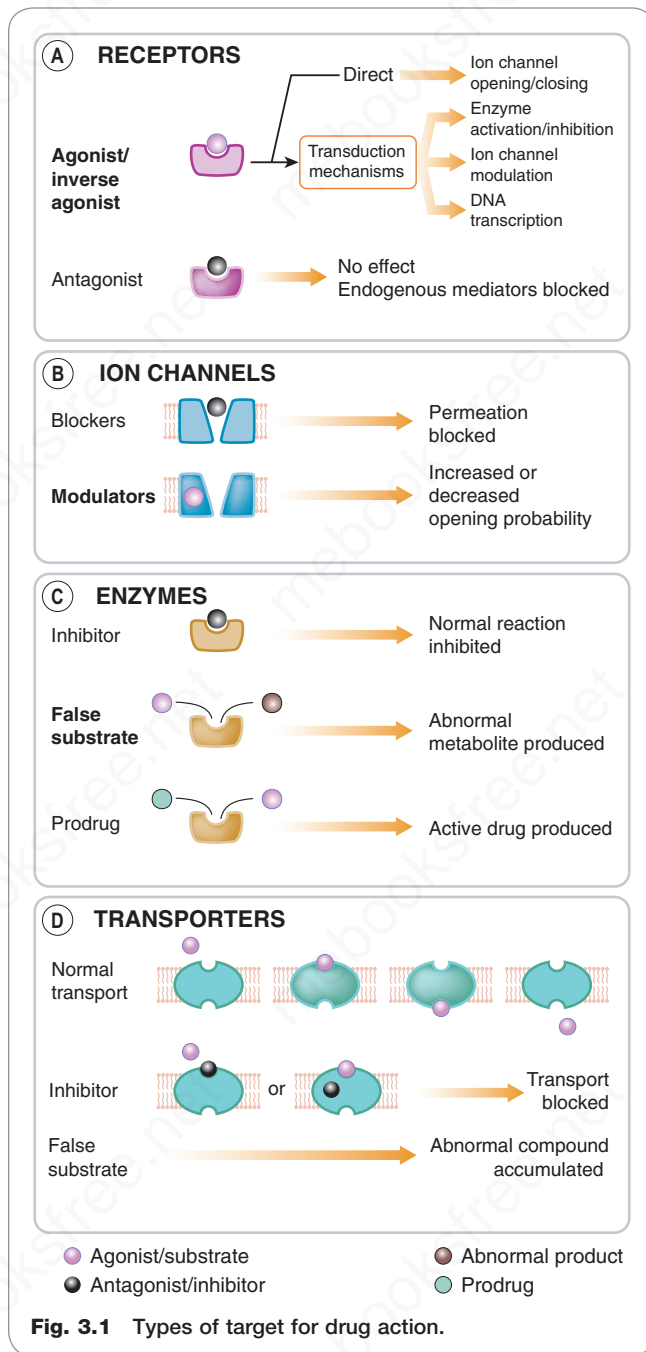 A RECEPTORS
Agonist/
inverse
agonist
Direct
Ion channel
opening/closing
Transduction
mechanisms
Enzyme
activation/inhibition
Ion channel
modulation
DNA
transcription
Antagonist
No effect
Endogenous mediators blocked
B ION CHANNELS
Blockers
Permeation
blocked
Modulators
Increased or
decreased
opening probability
C ENZYMES
Inhibitor
Normal reaction
inhibited
False
substrate
Abnormal
metabolite produced
Prodrug
Active drug produced
D TRANSPORTERS
Normal
transport
Inhibitor
or
Transport
blocked
False
substrate
Abnormal compound
accumulated
Agonist/substrate
Abnormal product
Antagonist/inhibitor
Prodrug
Fig. 3.1 Types of target for drug action.
mebooksfree.net